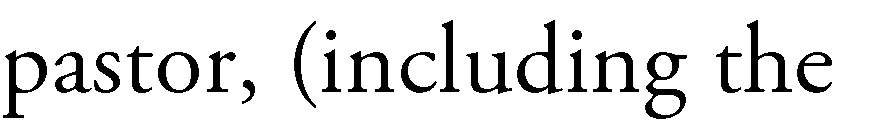 pastor, (including the